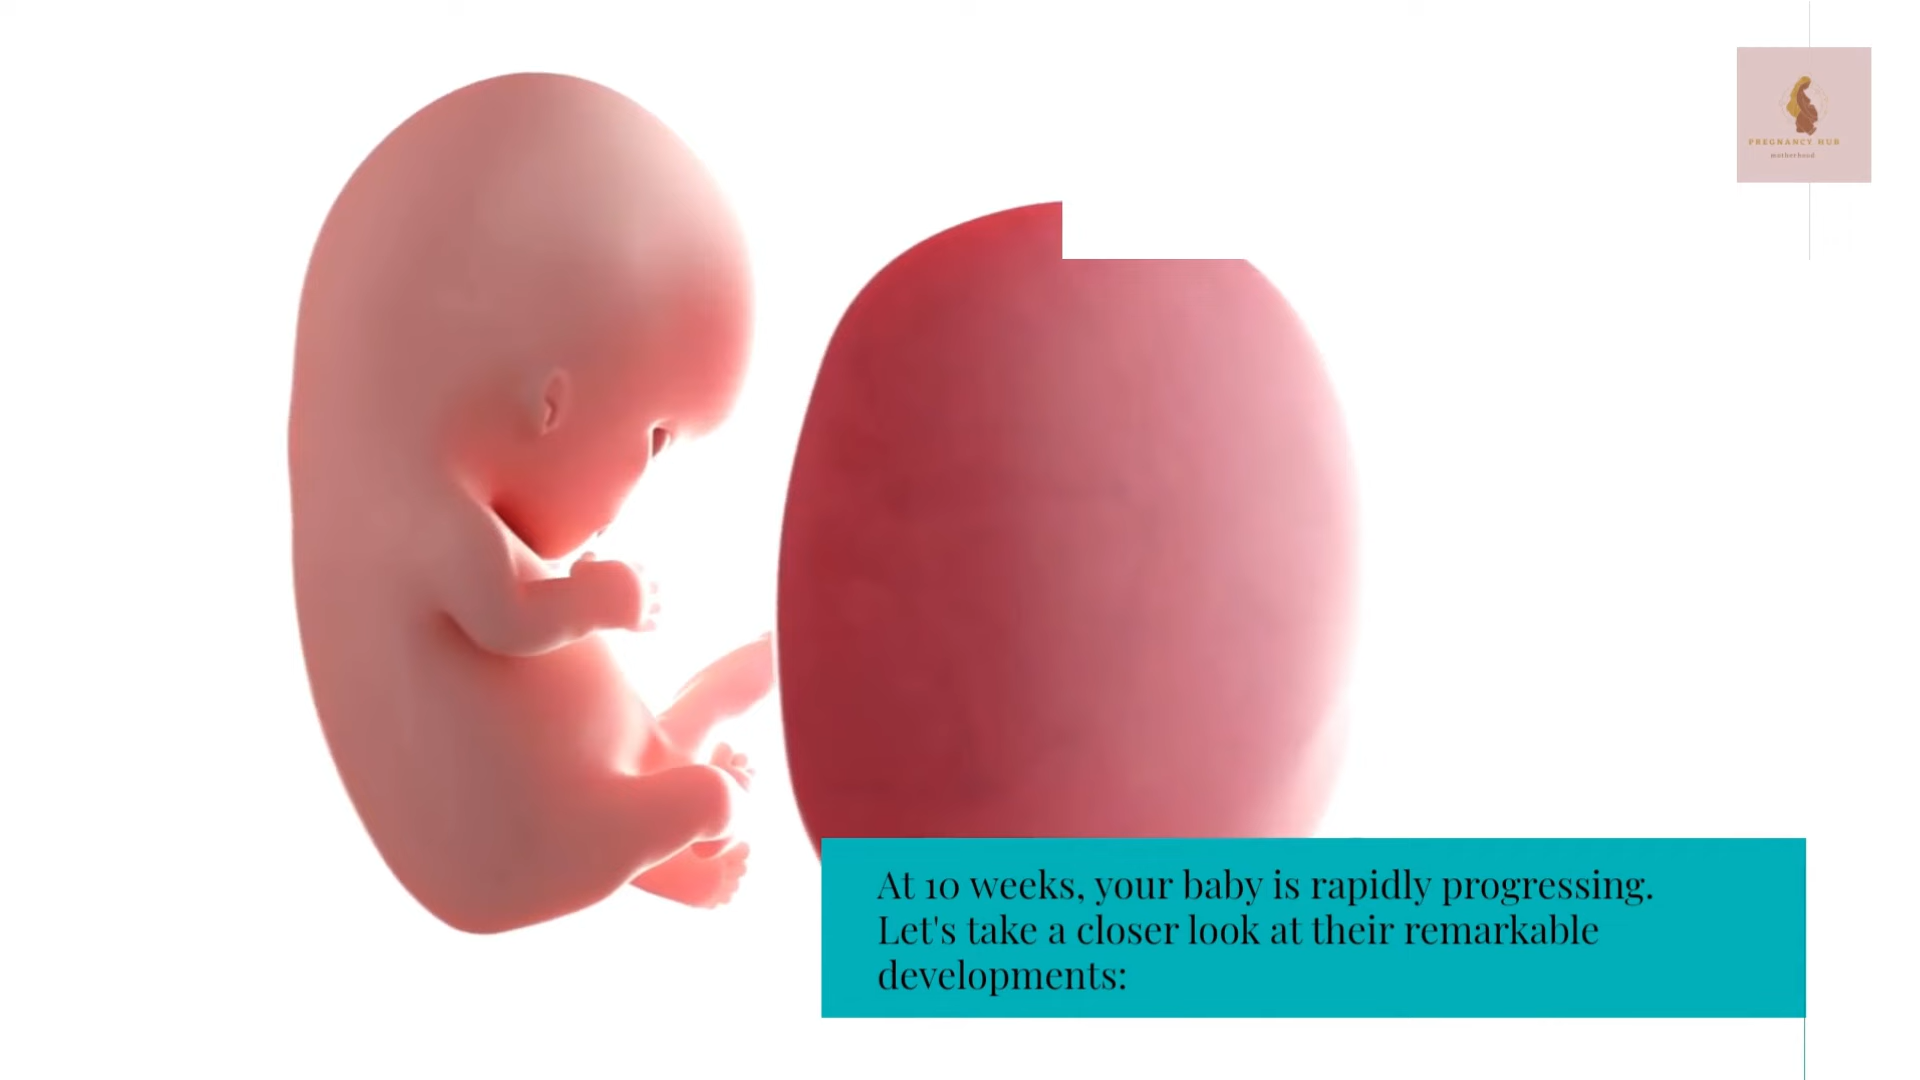 PREGNANCY HUB
motherhood
At 10 weeks, your baby is rapidly progressing.
Let's take a closer look at their remarkable
developments: